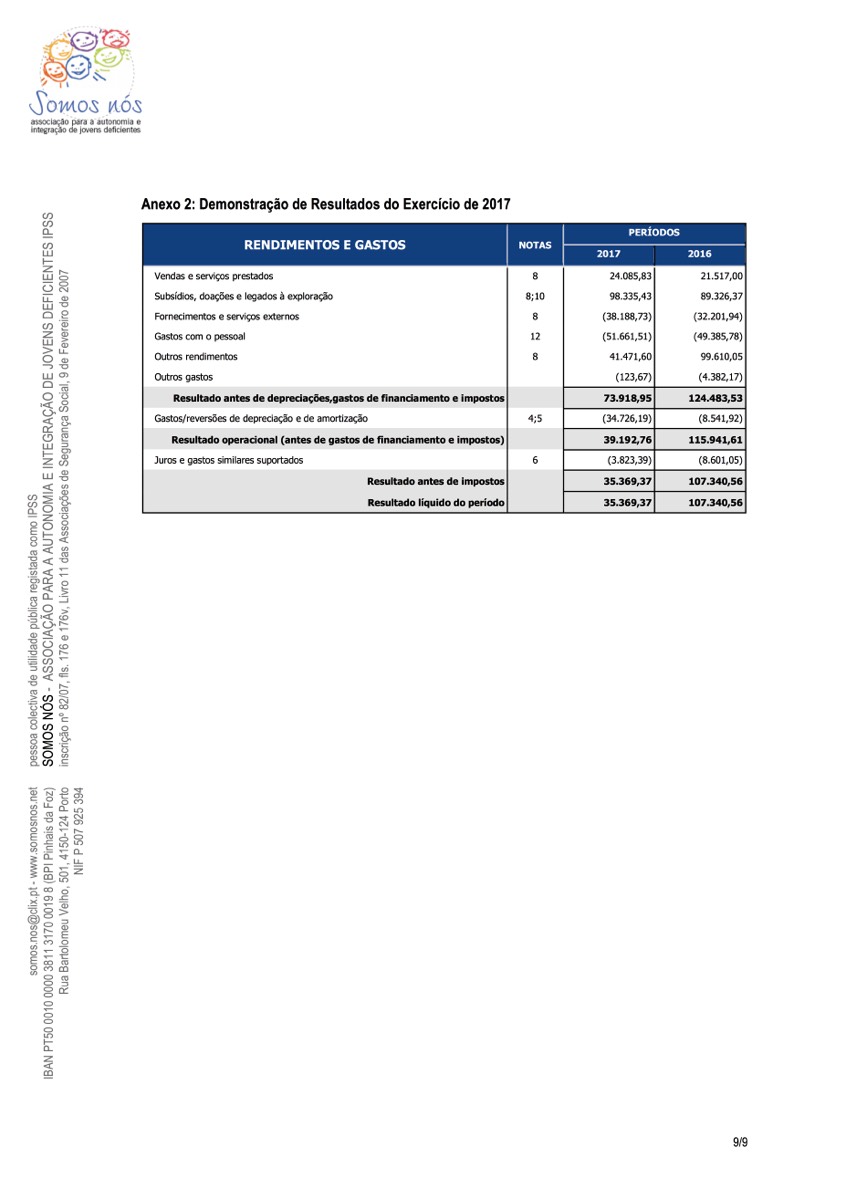 Somos nós
associação para a autonomia e
integração de jovens deficientes
Anexo 2: Demonstração de Resultados do Exercício de 2017
RENDIMENTOS E GASTOS NOTAS PERÍODOS
2017 2016
Vendas e serviços prestados 8 24.085,83 21.517,00
Subsídios, doações e legados à exploração 8;10 98.335,43 89.326,37
Fornecimentos e serviços externos 8 (38.188,73) (32.201,94)
Gastos com o pessoal 12 (51.661,51) (49.385,78)
Outros rendimentos 8 41.471,60 99.610,05
Outros gastos (123,67) (4.382,17)
Resultado antes de depreciações,gastos de financiamento e impostos 73.918,95 124.483,53
Gastos/reversões de depreciação e de amortização 4;5 (34.726,19) (8.541,92)
Resultado operacional (antes de gastos de financiamento e impostos) 39.192,76 115.941,61
Juros e gastos similares suportados 6 (3.823,39) (8.601,05)
Resultado antes de impostos 35.369,37 107.340,56
Resultado líquido do período 35.369,37 107.340,56
pessoa colectiva de utilidade pública registada como IPSS
SOMOS NÓS - ASSOCIAÇÃO PARA A AUTONOMIA E INTEGRAÇÃO DE JOVENS DEFICIENTES IPSS
inscrição nº 82/07, fls. 176 e 176v, Livro 11 das Associações de Segurança Social, 9 de Fevereiro de 2007
somos.nos@clix.pt - www.somosnos.net
IBAN PT50 0010 0000 3811 3170 0019 8 (BPI Pinhais da Foz)
Rua Bartolomeu Velho, 501, 4150-124 Porto
NIF P 507 925 394
9/9